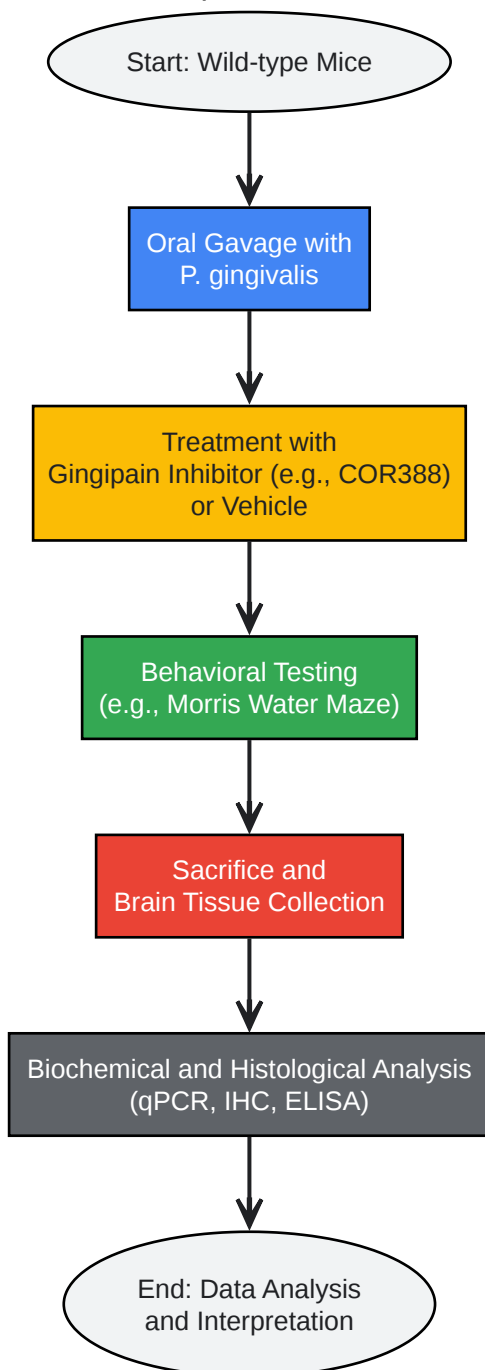 Start: Wild-type Mice
Oral Gavage with
P. gingivalis
Treatment with
Gingipain Inhibitor (e.g., COR388)
or Vehicle
Behavioral Testing
(e.g., Morris Water Maze)
Sacrifice and
Brain Tissue Collection
Biochemical and Histological Analysis
(qPCR, IHC, ELISA)
End: Data Analysis
and Interpretation